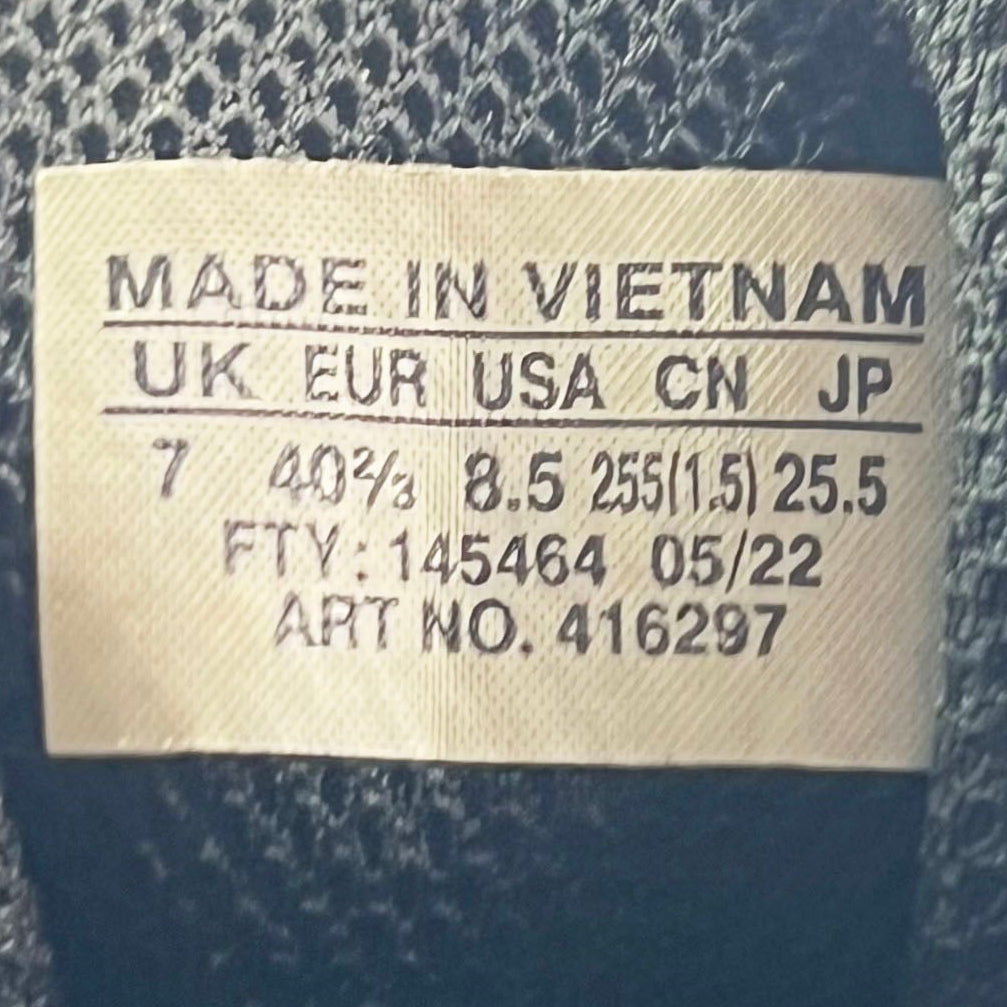 MADE IN VIETNAM
UK EUR USA CN JP
7 40⅔ 8.5 255(1.5) 25.5
FTY: 145464 05/22
ART NO. 416297